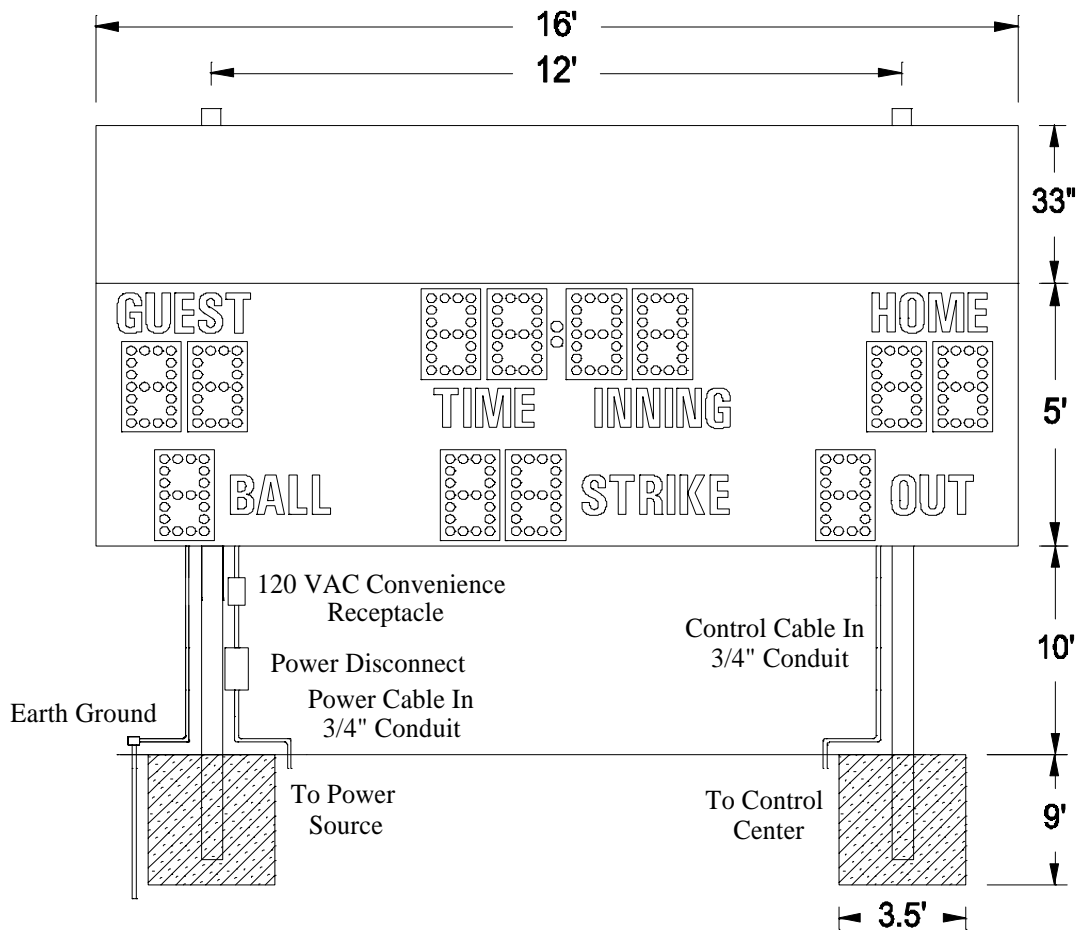 16'
12'
33"
GUEST
HOME
TIME INNING
5'
BALL
STRIKE
OUT
120 VAC Convenience
Receptacle
Control Cable In
3/4" Conduit
10'
Power Disconnect
Power Cable In
3/4" Conduit
Earth Ground
To Power
Source
To Control
Center
9'
3.5'